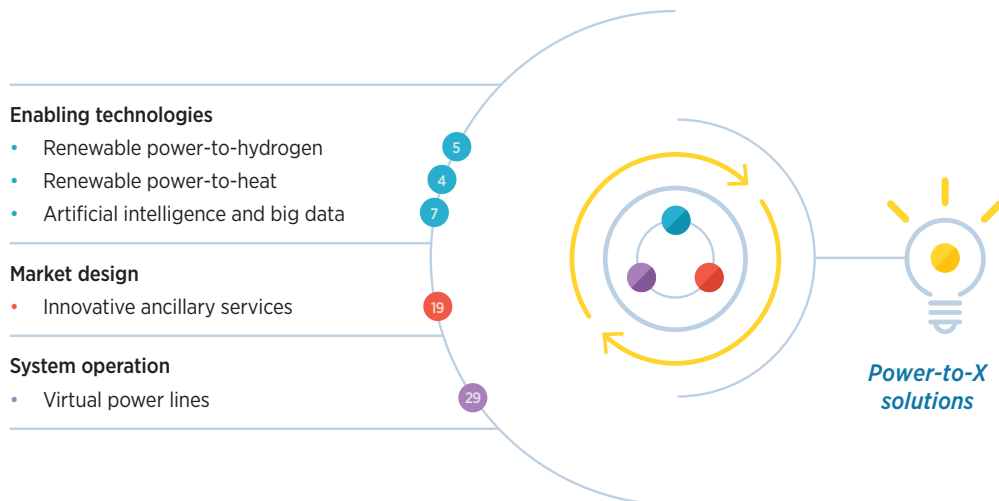 Enabling technologies
• Renewable power-to-hydrogen 5
• Renewable power-to-heat 4
• Artificial intelligence and big data 7
Market design
• Innovative ancillary services 19
System operation
• Virtual power lines 29
Power-to-X
solutions